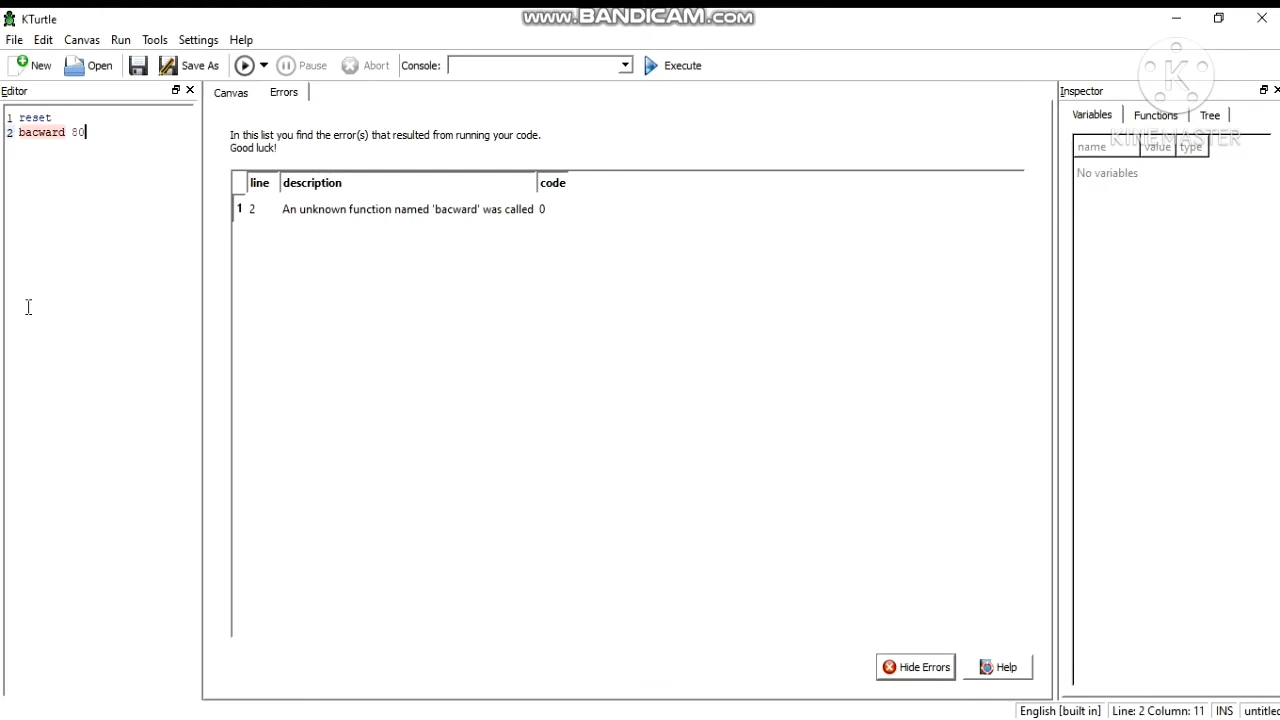 www.BANDICAM.com
KTurtle
File Edit Canvas Run Tools Settings Help
New Open Save As Pause Abort Console: Execute
K
KINEMASTER
Editor
1 reset
2 bacward 80
Canvas Errors
In this list you find the error(s) that resulted from running your code.
Good luck!
line description code
1 2 An unknown function named 'bacward' was called 0
Hide Errors Help
Inspector
Variables Functions Tree
name value type
No variables
English [built in] Line: 2 Column: 11 INS untitle